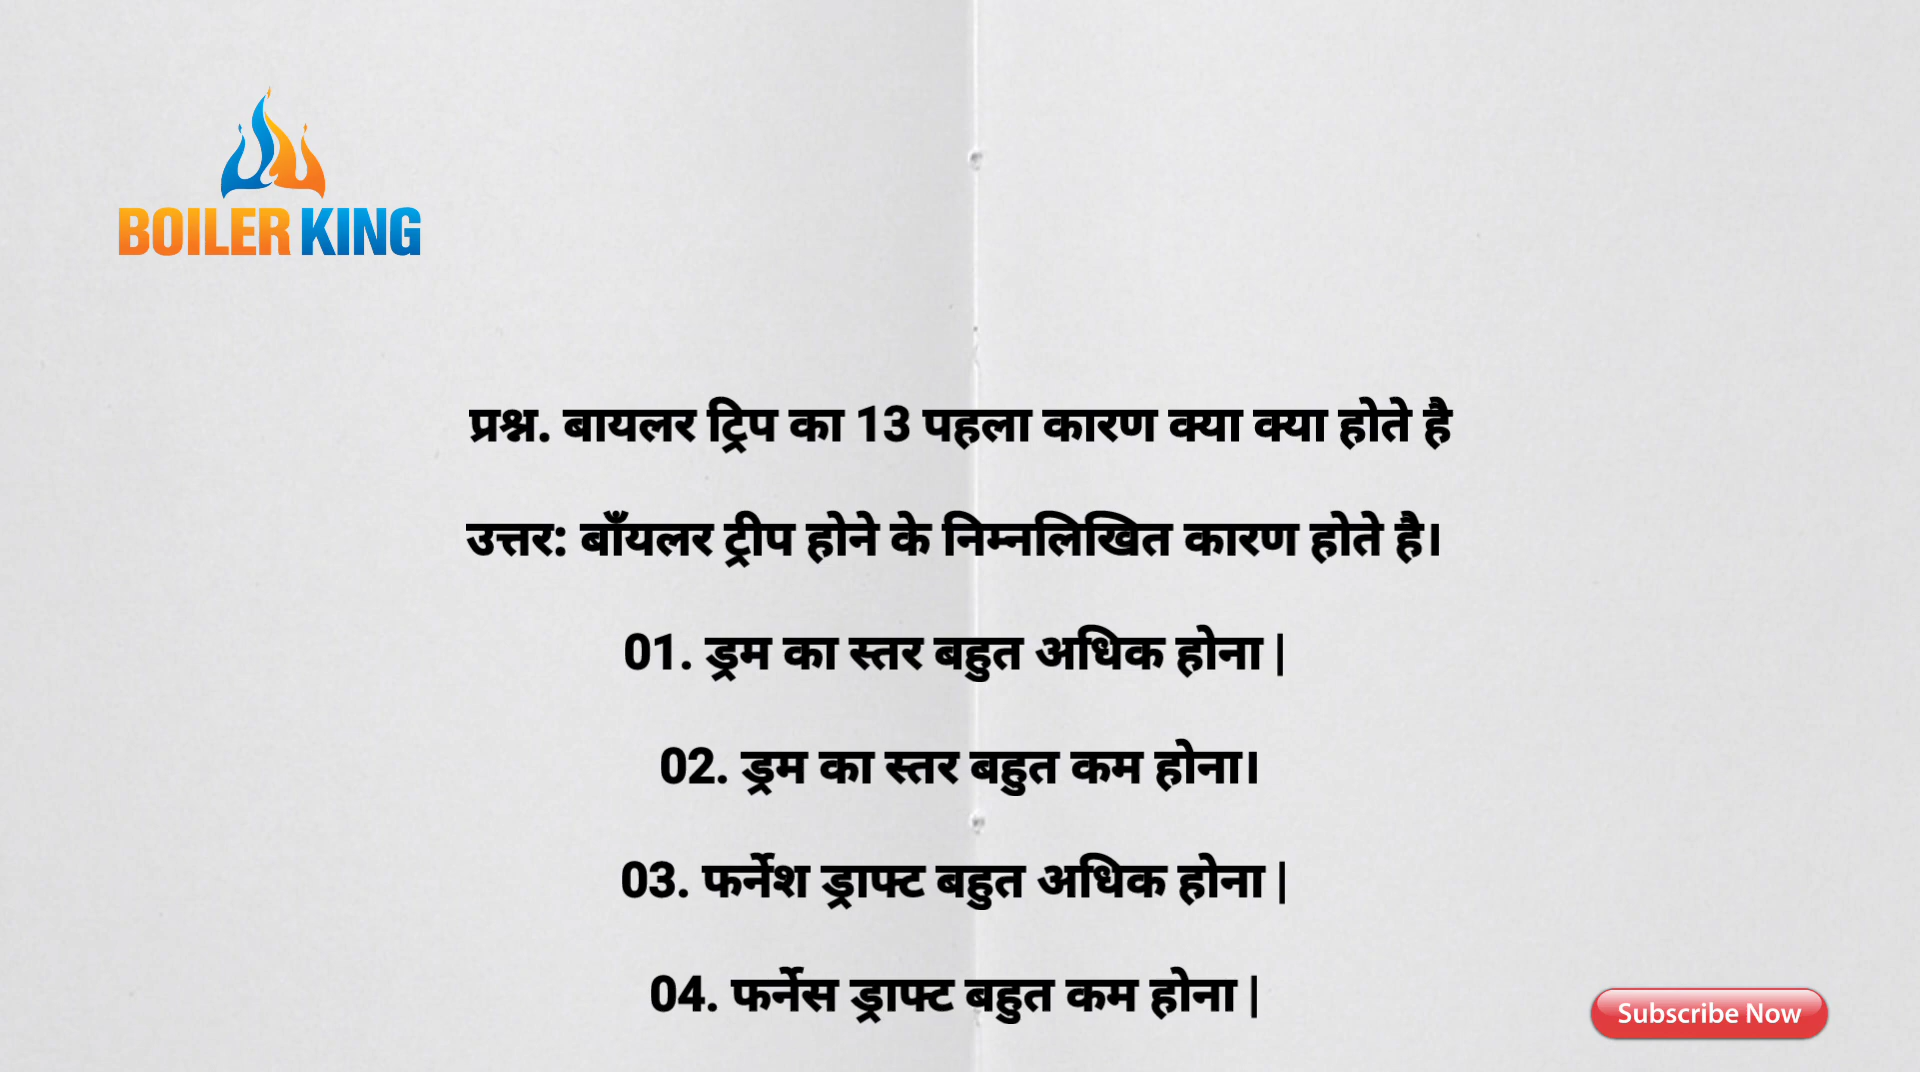 BOILER KING
प्रश्न. बायलर ट्रिप का 13 पहला कारण क्या क्या होते है
उत्तर: बाँयलर ट्रीप होने के निम्नलिखित कारण होते है।
01. ड्रम का स्तर बहुत अधिक होना |
02. ड्रम का स्तर बहुत कम होना।
03. फर्नेश ड्राफ्ट बहुत अधिक होना |
04. फर्नेस ड्राफ्ट बहुत कम होना |
Subscribe Now